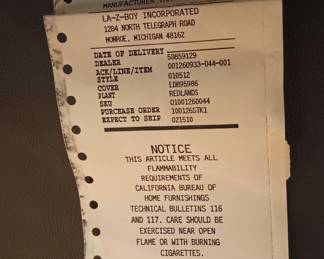 MANUFACTURER
LA-Z-BOY INCORPORATED
1284 NORTH TELEGRAPH ROAD
MONROE, MICHIGAN 48162
DATE OF DELIVERY
DEALER 50859129
ACK/LINE/ITEM 001260933-044-001
STYLE 010512
COVER LD895986
PLANT REDLANDS
SKU 01001260044
PURCHASE ORDER 1001265TK1
EXPECT TO SHIP 021510
NOTICE
THIS ARTICLE MEETS ALL
FLAMMABILITY
REQUIREMENTS OF
CALIFORNIA BUREAU OF
HOME FURNISHINGS
TECHNICAL BULLETINS 116
AND 117. CARE SHOULD BE
EXERCISED NEAR OPEN
FLAME OR WITH BURNING
CIGARETTES.